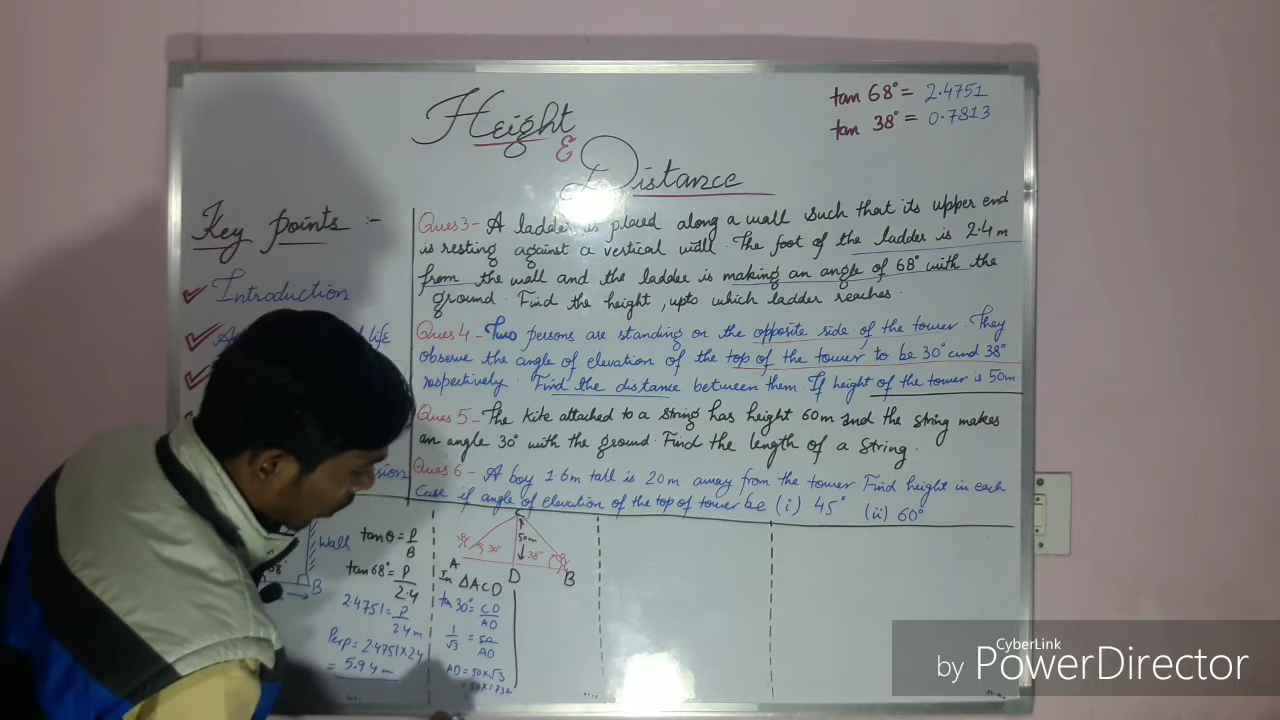 Height
&
Distance
tan 68° = 2.4751
tan 38° = 0.7813
Key points :-
Introduction
life
Ques 3- A ladder is placed along a wall such that its upper end
is resting against a vertical wall. The foot of the ladder is 2.4 m
from the wall and the ladder is making an angle of 68° with the
ground. Find the height, upto which ladder reaches.
Ques 4 - Two persons are standing on the opposite side of the tower. They
observe the angle of elevation of the top of the tower to be 30° and 38°
respectively. Find the distance between them. If height of the tower is 50m
Ques 5 - The kite attached to a string has height 60m and the string makes
an angle 30° with the ground. Find the length of a string.
Ques 6 - A boy 1.6m tall is 20m away from the tower Find height in each
case if angle of elevation of the top of tower be (i) 45° (ii) 60°
Wall
B
tanθ = P/B
tan68° = P/2.4
2.4751 = P/2.4m
Perp = 2.4751×2.4
= 5.94m
C
50m
30°
38°
A
D
B
In △ACD
tan 30° = CD/AD
1/√3 = 50/AD
AD = 50×√3
= 50×1.732
CyberLink
by PowerDirector